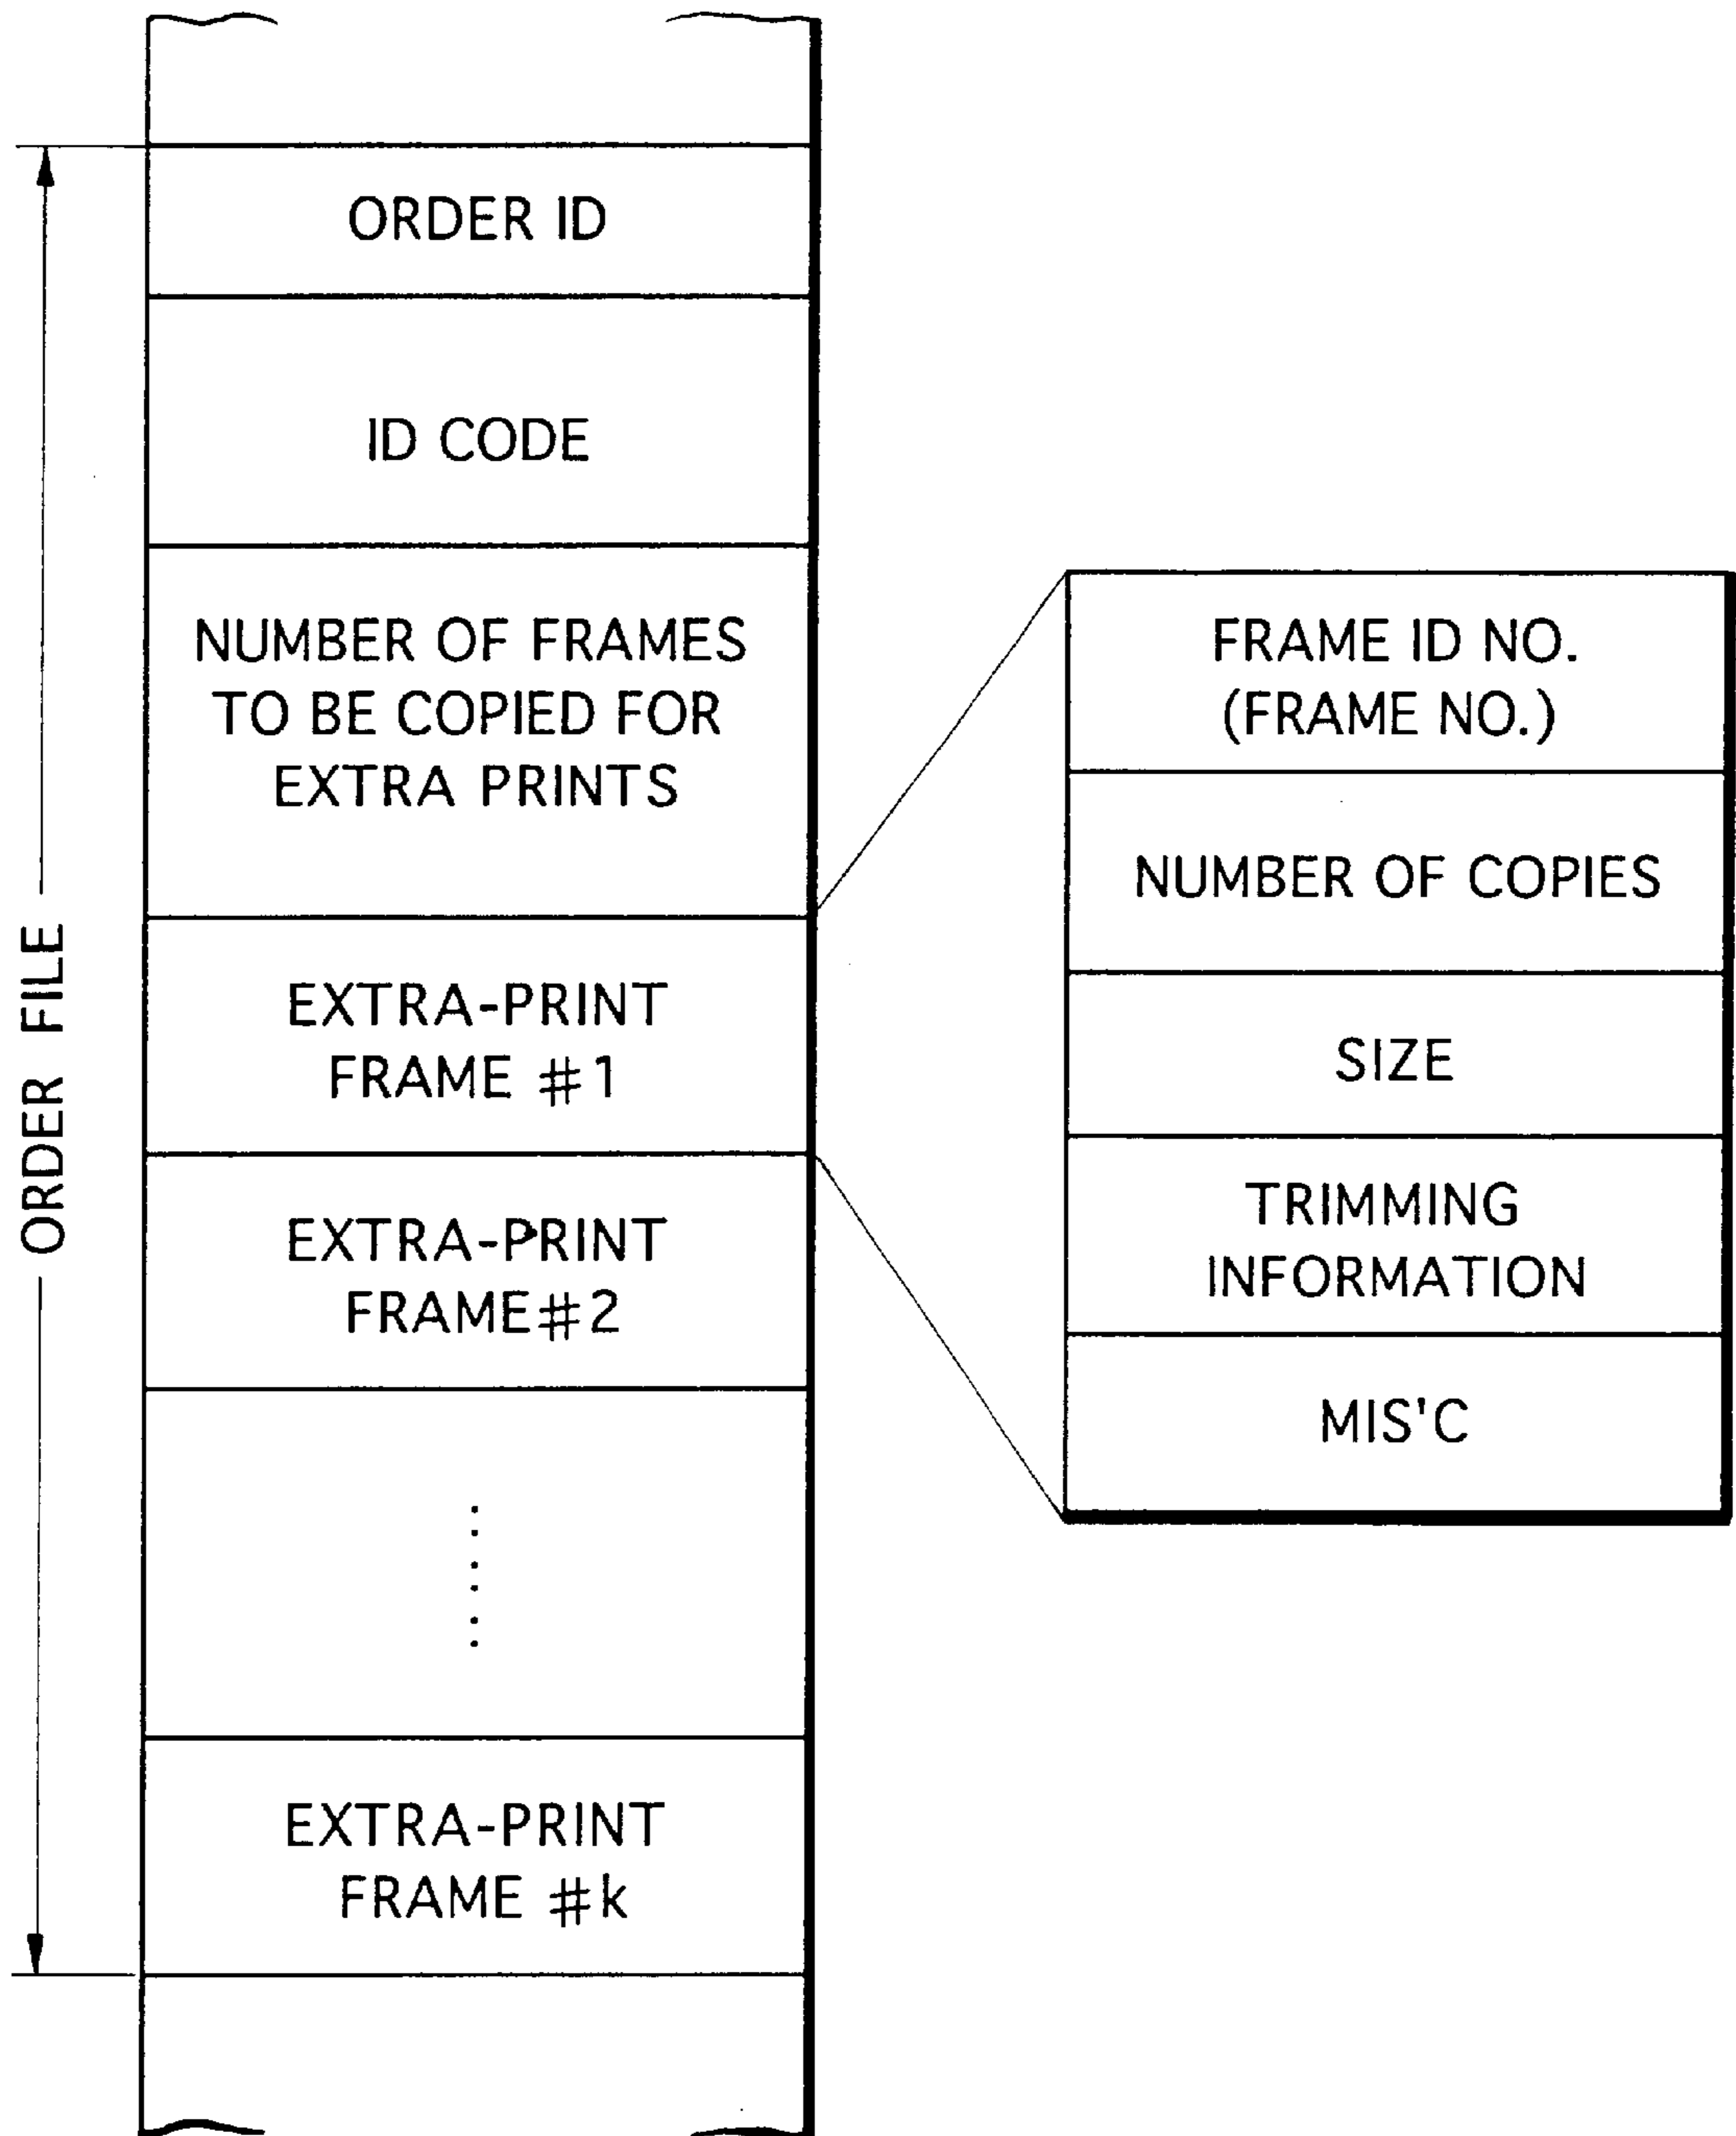 ORDER FILE
ORDER ID
ID CODE
NUMBER OF FRAMES
TO BE COPIED FOR
EXTRA PRINTS
EXTRA-PRINT
FRAME #1
EXTRA-PRINT
FRAME#2
EXTRA-PRINT
FRAME #k
FRAME ID NO.
(FRAME NO.)
NUMBER OF COPIES
SIZE
TRIMMING
INFORMATION
MIS'C